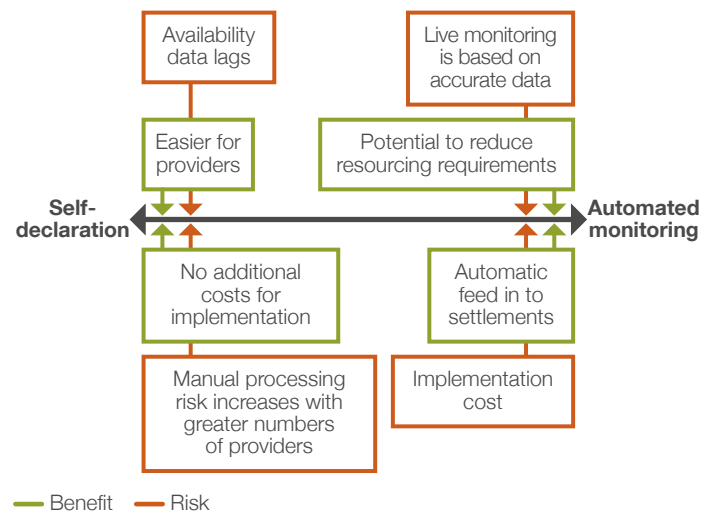 Availability
data lags
Live monitoring
is based on
accurate data
Easier for
providers
Potential to reduce
resourcing requirements
Self-
declaration
Automated
monitoring
No additional
costs for
implementation
Automatic
feed in to
settlements
Manual processing
risk increases with
greater numbers
of providers
Implementation
cost
Benefit
Risk